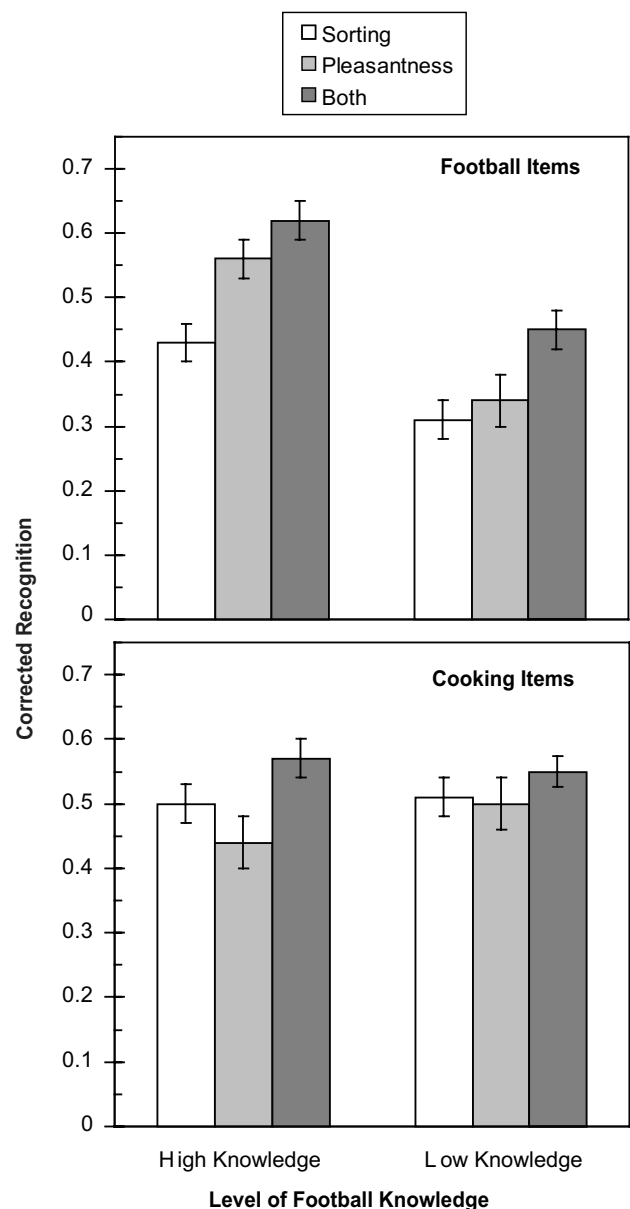 Sorting
Pleasantness
Both
Football Items
0.7
0.6
0.5
0.4
0.3
0.2
0.1
0
Corrected Recognition
Cooking Items
0.7
0.6
0.5
0.4
0.3
0.2
0.1
0
High Knowledge Low Knowledge
Level of Football Knowledge